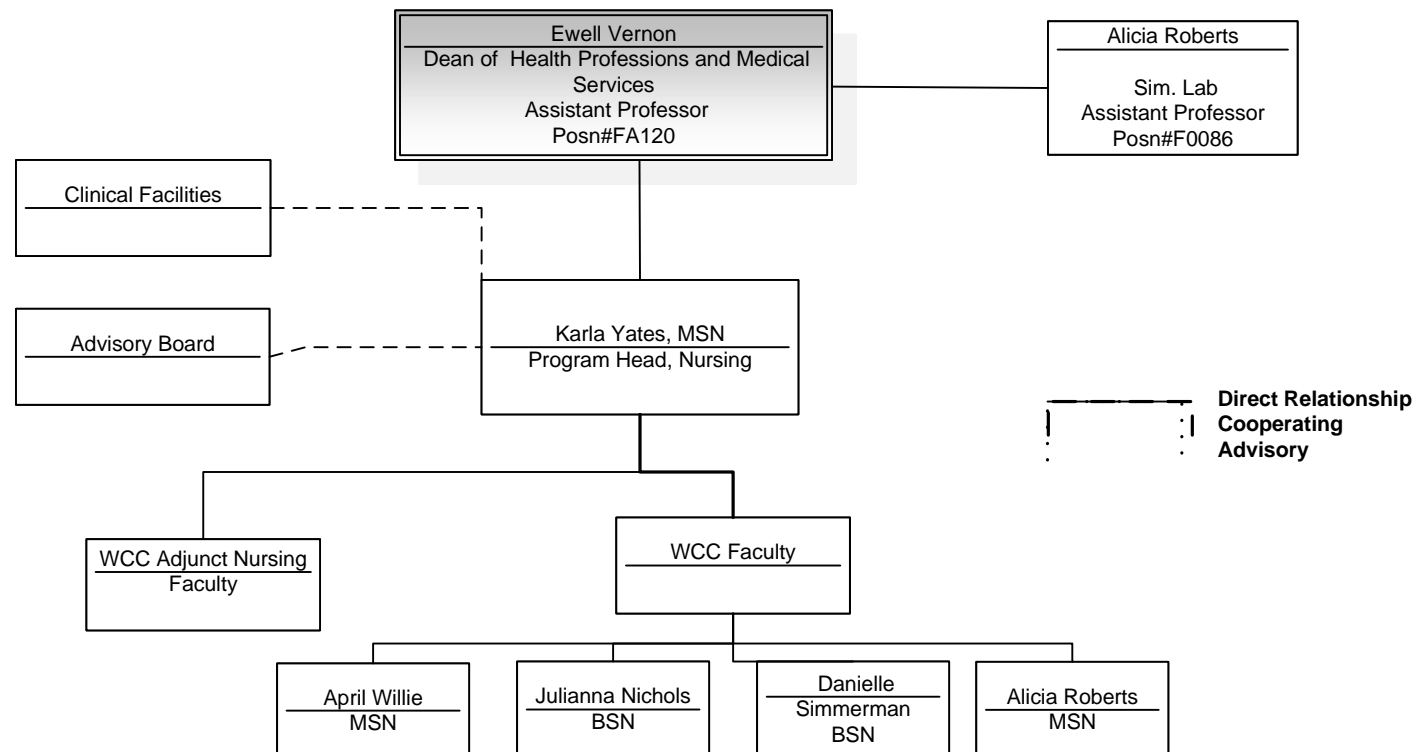 Ewell Vernon
Dean of Health Professions and Medical
Services
Assistant Professor
Posn#FA120
Alicia Roberts
Sim. Lab
Assistant Professor
Posn#F0086
Clinical Facilities
Advisory Board
Karla Yates, MSN
Program Head, Nursing
Direct Relationship
Cooperating
Advisory
WCC Adjunct Nursing
Faculty
WCC Faculty
April Willie
MSN
Julianna Nichols
BSN
Danielle
Simmerman
BSN
Alicia Roberts
MSN